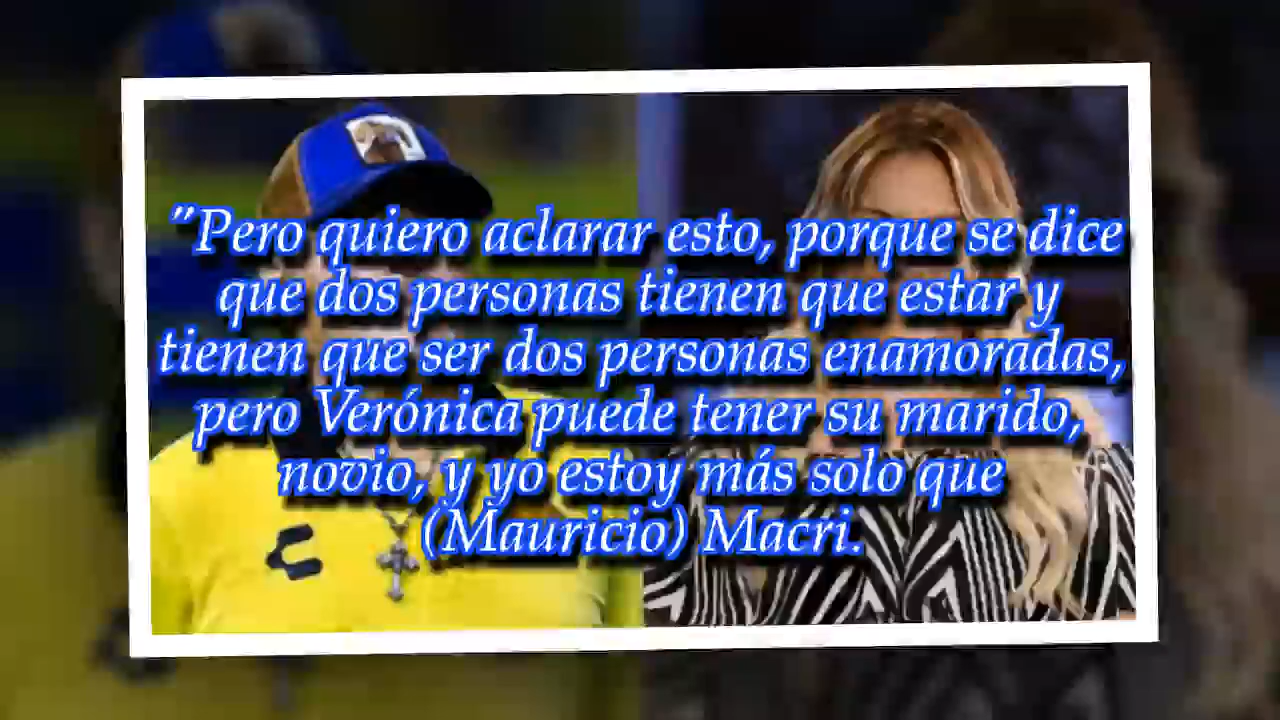 "Pero quiero aclarar esto, porque se dice
que dos personas tienen que estar y
tienen que ser dos personas enamoradas,
pero Verónica puede tener su marido,
novio, y yo estoy más solo que
(Mauricio) Macri.